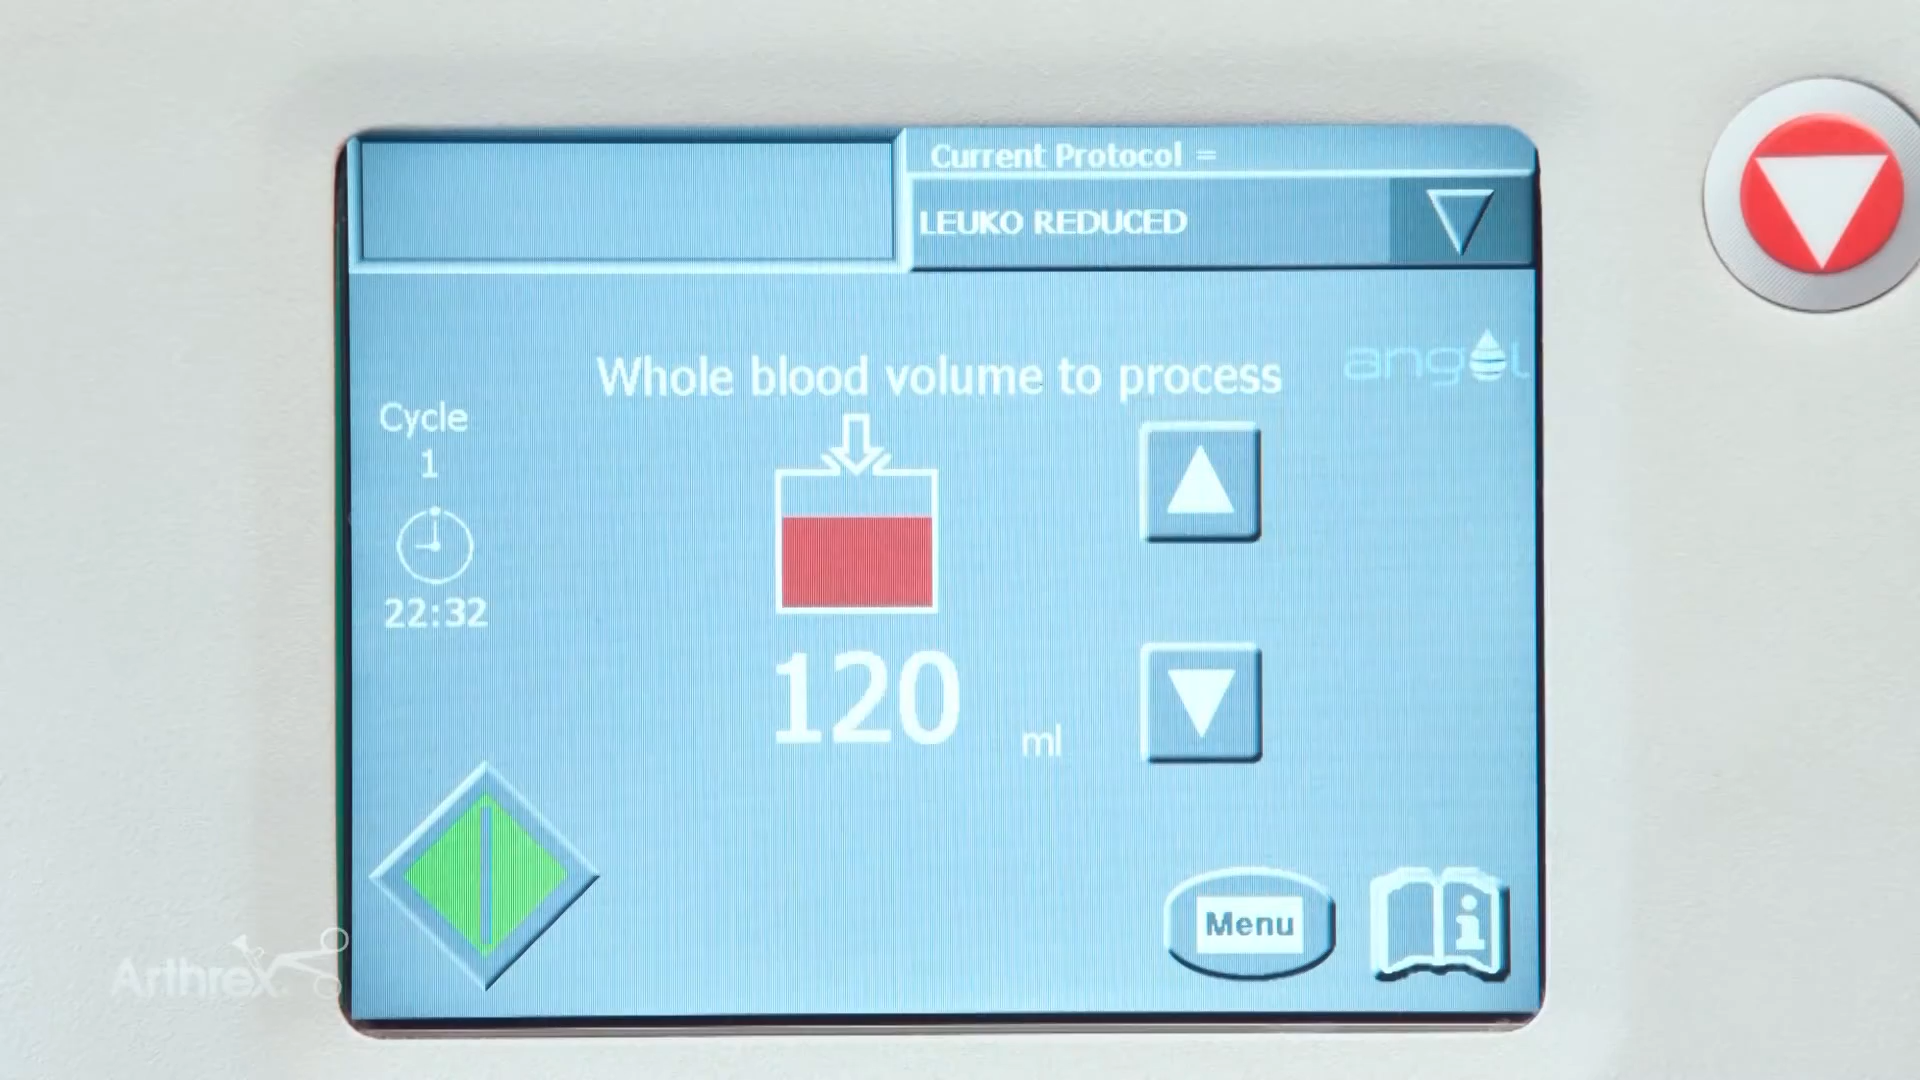 Current Protocol =
LEUKO REDUCED
angel
Whole blood volume to process
Cycle
1
22:32
120 ml
Menu
i
Arthrex